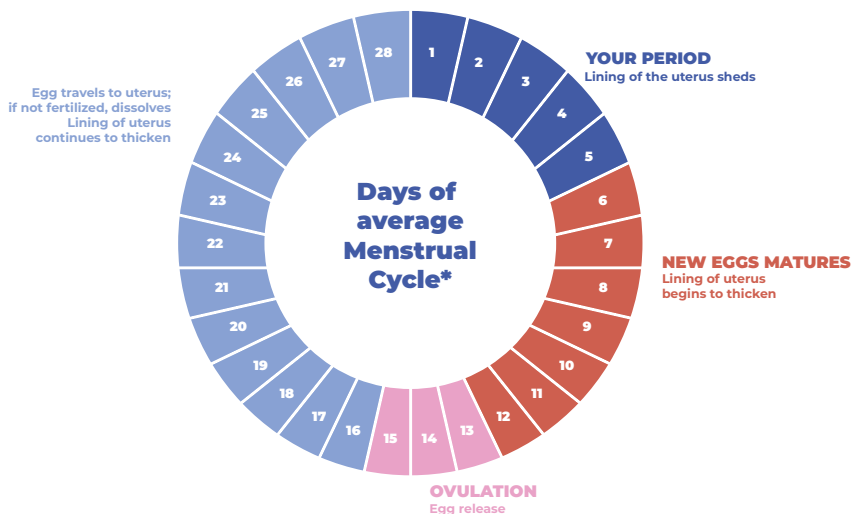 Days of
average
Menstrual
Cycle*
1
2
3
4
5
6
7
8
9
10
11
12
13
14
15
16
17
18
19
20
21
22
23
24
25
26
27
28
YOUR PERIOD
Lining of the uterus sheds
NEW EGGS MATURES
Lining of uterus
begins to thicken
OVULATION
Egg release
Egg travels to uterus;
if not fertilized, dissolves
Lining of uterus
continues to thicken